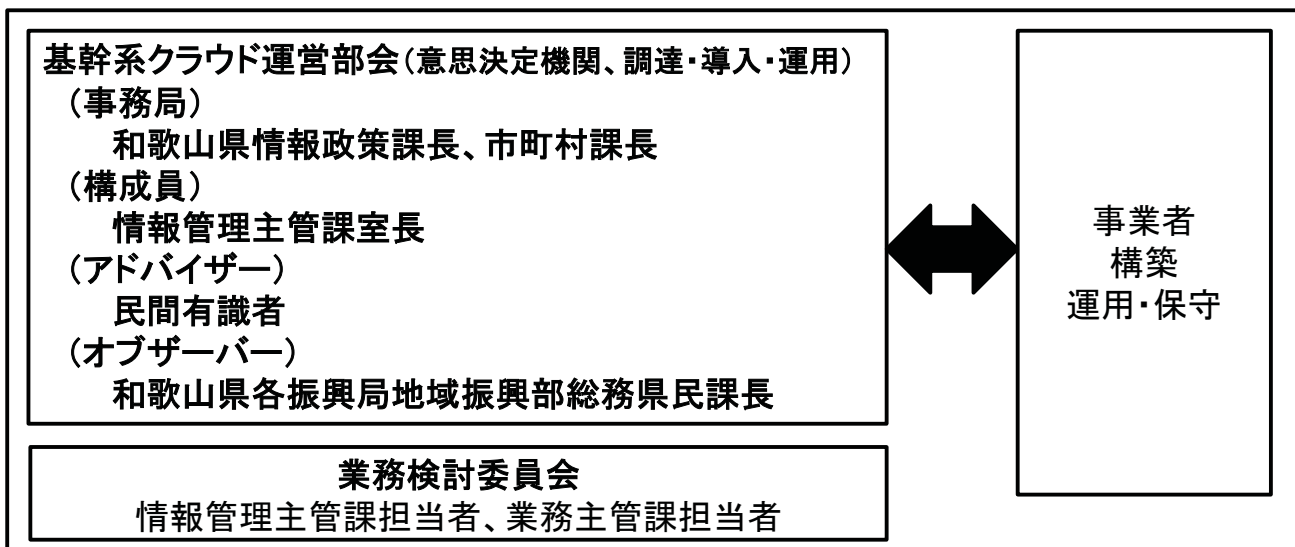 基幹系クラウド運営部会(意思決定機関、調達・導入・運用)
(事務局)
和歌山県情報政策課長、市町村課長
(構成員)
情報管理主管課室長
(アドバイザー)
民間有識者
(オブザーバー)
和歌山県各振興局地域振興部総務県民課長
業務検討委員会
情報管理主管課担当者、業務主管課担当者
事業者
構築
運用・保守